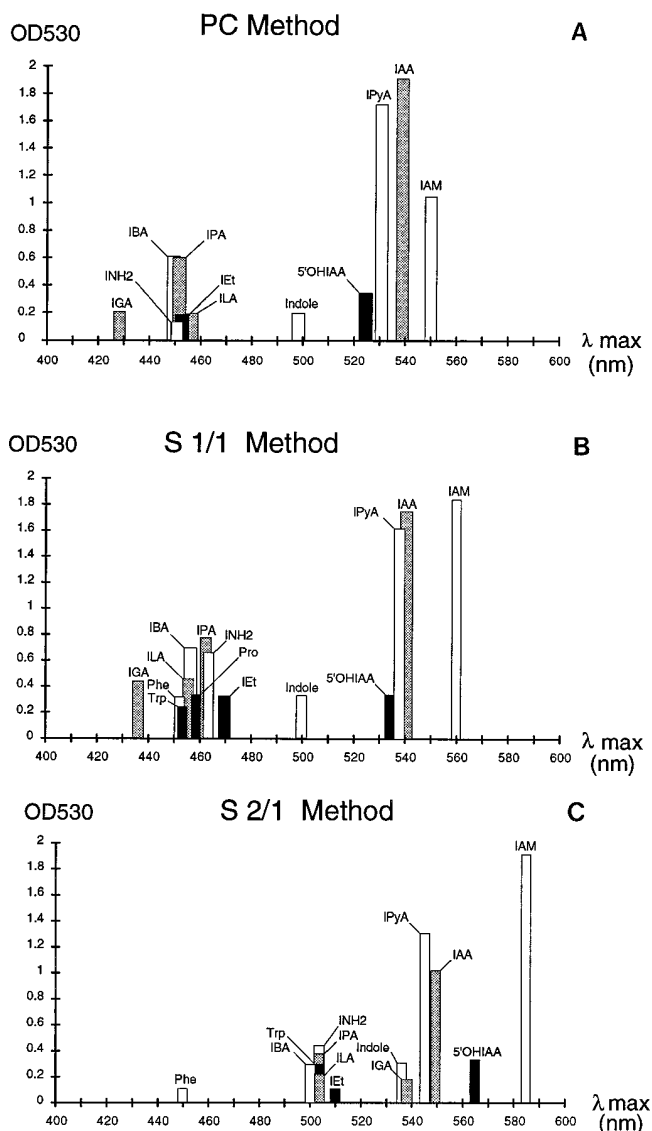 PC Method
A
OD530
2
1.8
1.6
1.4
1.2
1
0.8
0.6
0.4
0.2
0
IAA
IPyA
IAM
IBA
IPA
INH2
IEt
ILA
IGA
5'OHIAA
Indole
400 420 440 460 480 500 520 540 560 580 600
λ max
(nm)
S 1/1 Method
B
OD530
2
1.8
1.6
1.4
1.2
1
0.8
0.6
0.4
0.2
0
IAM
IAA
IPyA
IBA
IPA
INH2
ILA
Pro
IGA
Phe
Trp
IEt
Indole
5'OHIAA
400 420 440 460 480 500 520 540 560 580 600
λ max
(nm)
S 2/1 Method
C
OD530
2
1.8
1.6
1.4
1.2
1
0.8
0.6
0.4
0.2
0
IAM
IPyA
IAA
INH2
Trp
IPA
IBA
ILA
Indole
IGA
5'OHIAA
Phe
IEt
400 420 440 460 480 500 520 540 560 580 600
λ max
(nm)